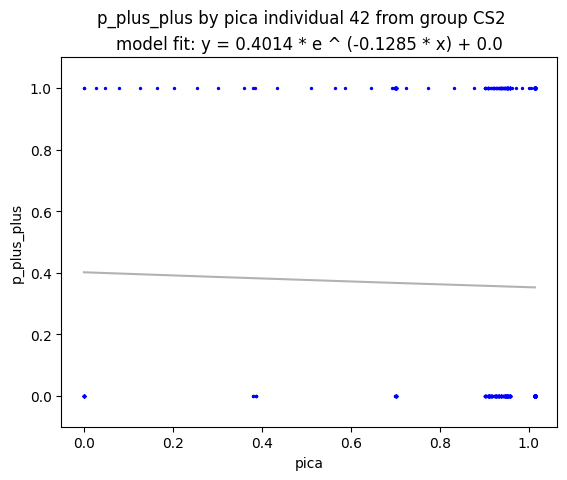 p_plus_plus by pica individual 42 from group CS2
model fit: y = 0.4014 * e ^ (-0.1285 * x) + 0.0
1.0
0.8
0.6
p_plus_plus
0.4
0.2
0.0
0.0 0.2 0.4 0.6 0.8 1.0
pica